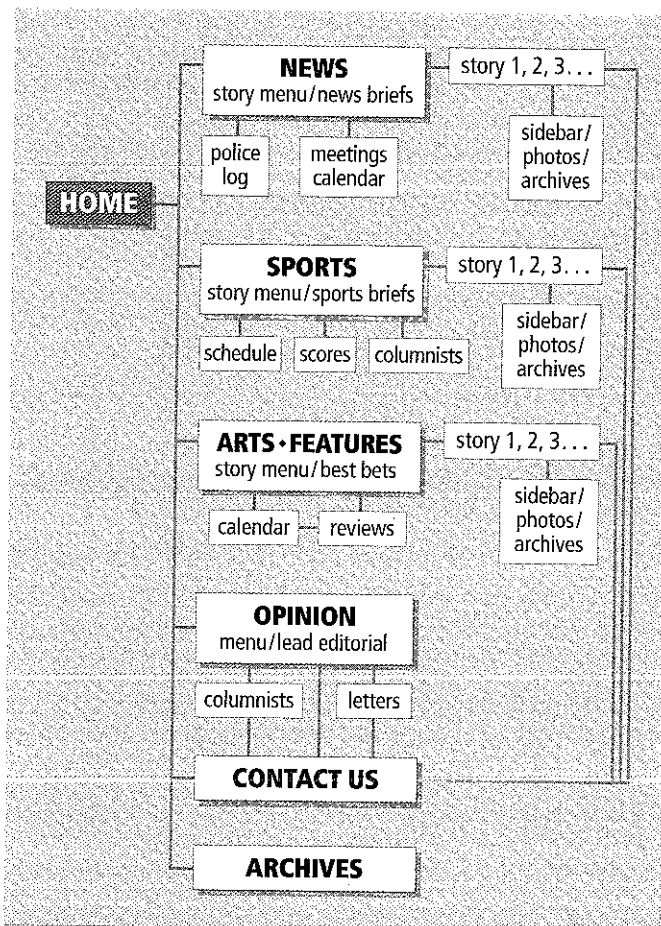 NEWS
story menu/news briefs
story 1, 2, 3...
police
log
meetings
calendar
sidebar/
photos/
archives
HOME
SPORTS
story menu/sports briefs
story 1, 2, 3...
schedule
scores
columnists
sidebar/
photos/
archives
ARTS • FEATURES
story menu/best bets
story 1, 2, 3...
calendar
reviews
sidebar/
photos/
archives
OPINION
menu/lead editorial
columnists
letters
CONTACT US
ARCHIVES